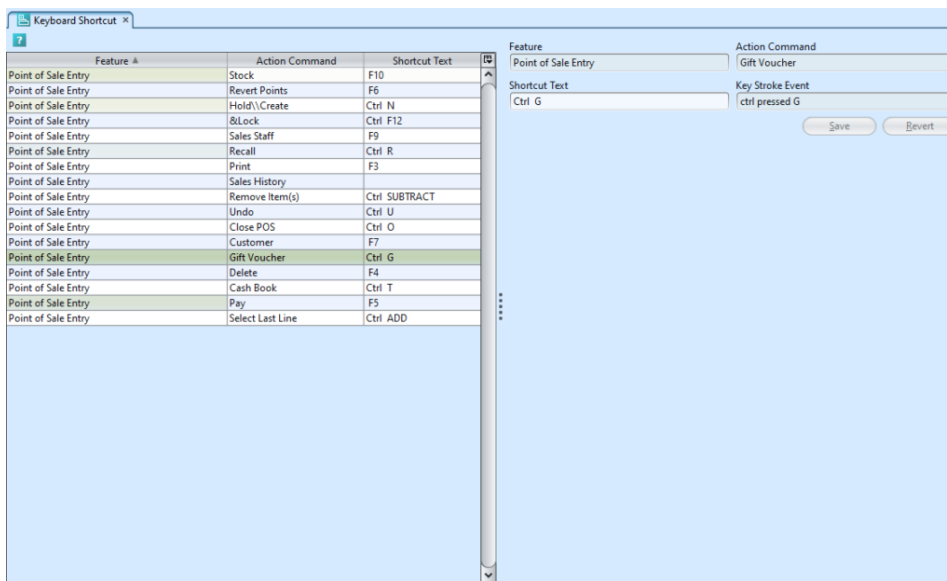 Keyboard Shortcut ×
?
Feature Action Command Shortcut Text
Point of Sale Entry Stock F10
Point of Sale Entry Revert Points F6
Point of Sale Entry Hold\\Create Ctrl N
Point of Sale Entry &Lock Ctrl F12
Point of Sale Entry Sales Staff F9
Point of Sale Entry Recall Ctrl R
Point of Sale Entry Print F3
Point of Sale Entry Sales History
Point of Sale Entry Remove Item(s) Ctrl SUBTRACT
Point of Sale Entry Undo Ctrl U
Point of Sale Entry Close POS Ctrl O
Point of Sale Entry Customer F7
Point of Sale Entry Gift Voucher Ctrl G
Point of Sale Entry Delete F4
Point of Sale Entry Cash Book Ctrl T
Point of Sale Entry Pay F5
Point of Sale Entry Select Last Line Ctrl ADD
Feature Action Command
Point of Sale Entry Gift Voucher
Shortcut Text Key Stroke Event
Ctrl G ctrl pressed G
Save Revert